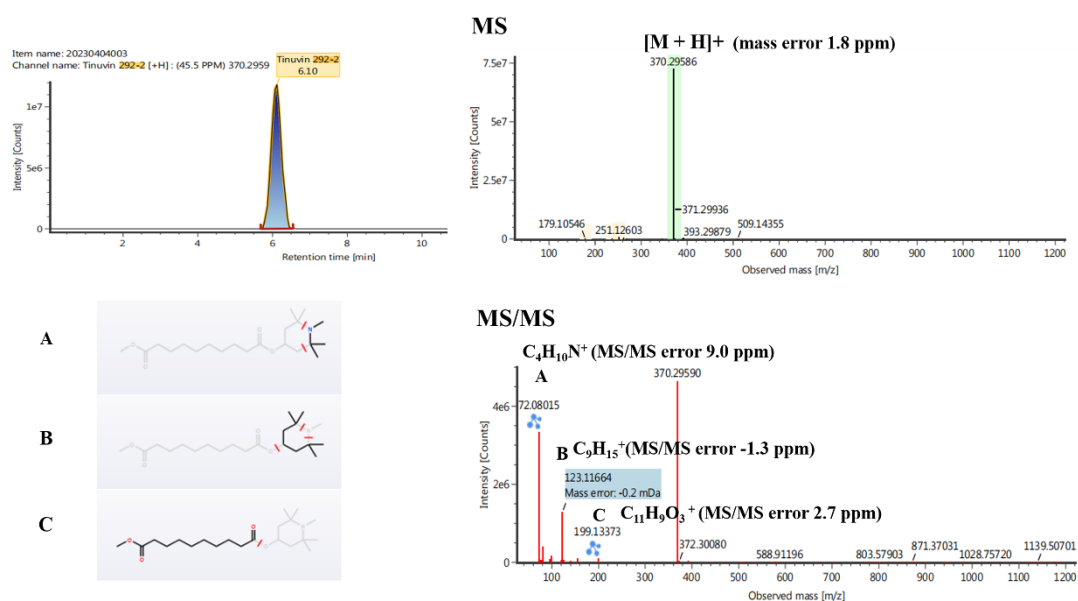 Item name: 20230404003
Channel name: Tinuvin 292-2 [+H] : (45.5 PPM) 370.2959
Tinuvin 292-2
6.10
1e7
5e6
0
Intensity [Counts]
2
4
6
8
10
Retention time [min]
MS
[M + H]+ (mass error 1.8 ppm)
370.29586
7.5e7
5e7
2.5e7
0
Intensity [Counts]
371.29936
179.10546
251.12603
393.29879
509.14355
100
200
300
400
500
600
700
800
900
1000
1100
1200
Observed mass [m/z]
A
N
O
O
O
O
B
O
O
O
O
C
O
O
O
O
MS/MS
C₄H₁₀N⁺ (MS/MS error 9.0 ppm)
370.29590
A
72.08015
B C₉H₁₅⁺(MS/MS error -1.3 ppm)
123.11664
Mass error: -0.2 mDa
C C₁₁H₉O₃⁺ (MS/MS error 2.7 ppm)
199.13373
372.30080
588.91196
803.57903
871.37031
1028.75720
1139.50701
4e6
2e6
0
Intensity [Counts]
100
200
300
400
500
600
700
800
900
1000
1100
1200
Observed mass [m/z]